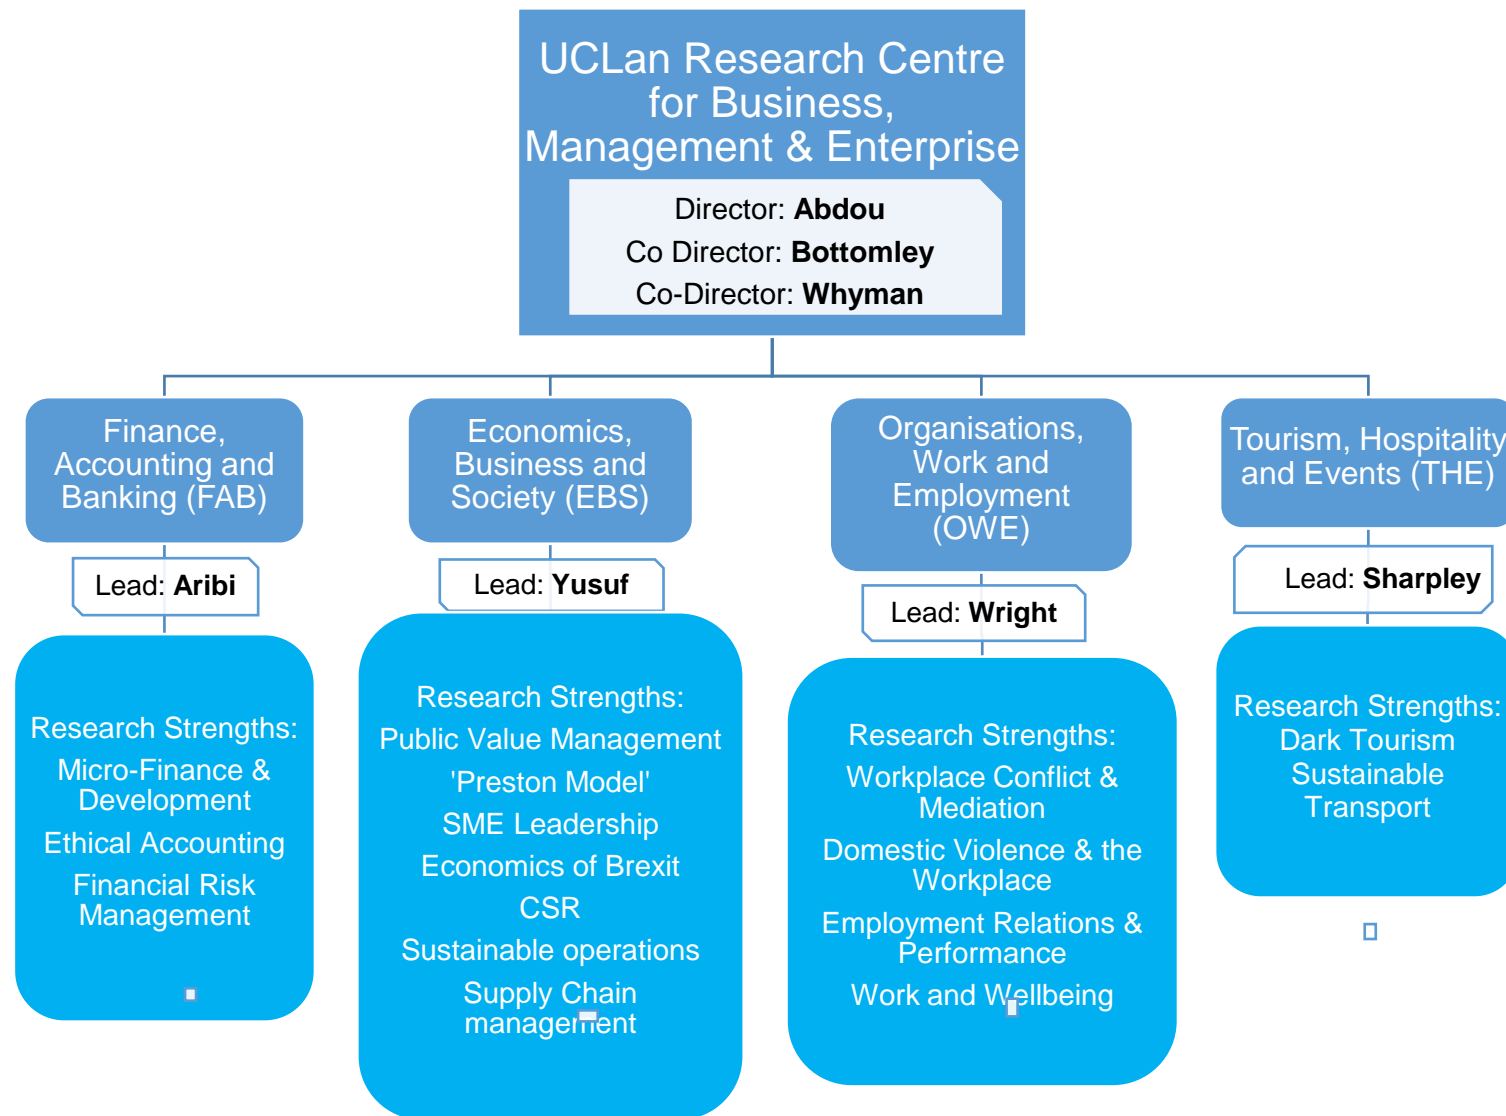 UCLan Research Centre
for Business,
Management & Enterprise
Director: Abdou
Co Director: Bottomley
Co-Director: Whyman
Finance,
Accounting and
Banking (FAB)
Lead: Aribi
Research Strengths:
Micro-Finance &
Development
Ethical Accounting
Financial Risk
Management
Economics,
Business and
Society (EBS)
Lead: Yusuf
Research Strengths:
Public Value Management
'Preston Model'
SME Leadership
Economics of Brexit
CSR
Sustainable operations
Supply Chain
management
Organisations,
Work and
Employment
(OWE)
Lead: Wright
Research Strengths:
Workplace Conflict &
Mediation
Domestic Violence & the
Workplace
Employment Relations &
Performance
Work and Wellbeing
Tourism, Hospitality
and Events (THE)
Lead: Sharpley
Research Strengths:
Dark Tourism
Sustainable
Transport